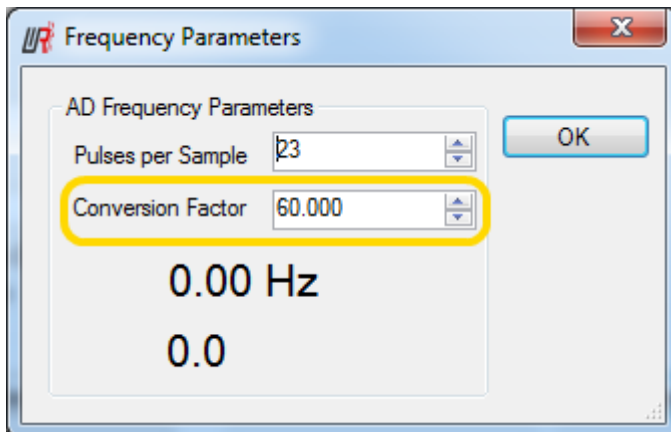 Frequency Parameters
AD Frequency Parameters
Pulses per Sample 23
OK
Conversion Factor 60.000
0.00 Hz
0.0